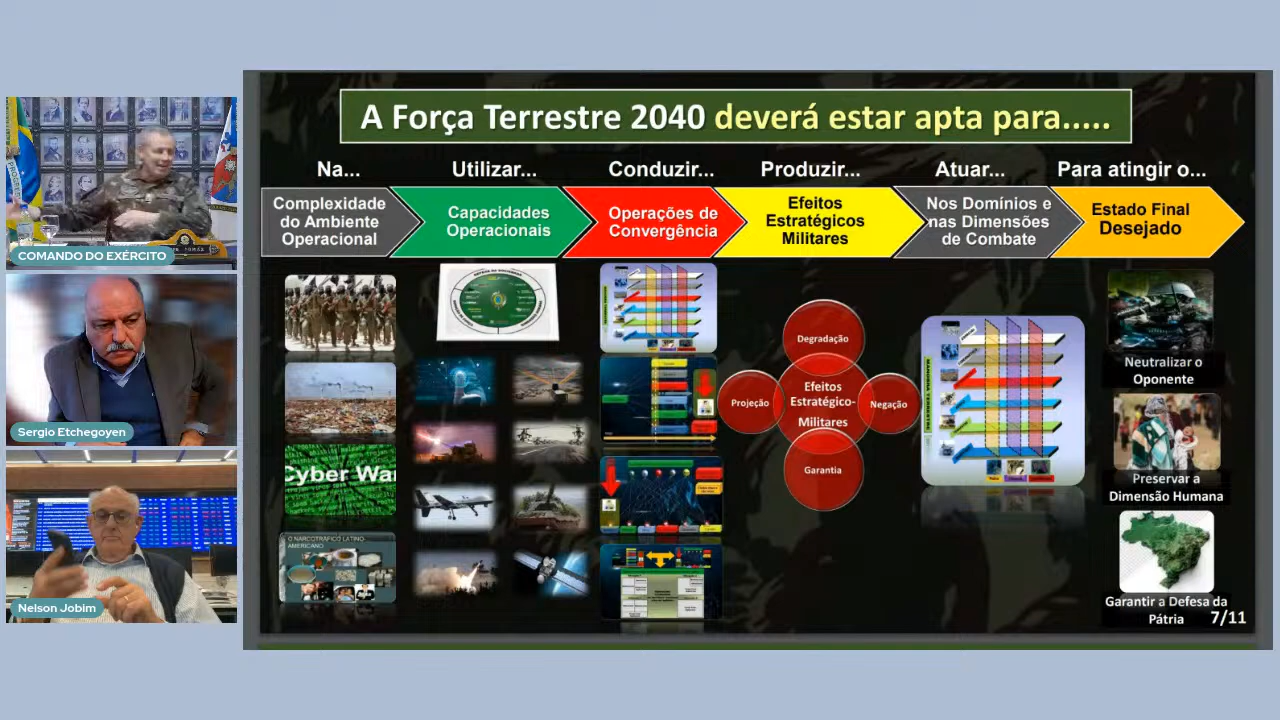 A Força Terrestre 2040 deverá estar apta para.....
Na...
Utilizar...
Conduzir...
Produzir...
Atuar...
Para atingir o...
Complexidade
do Ambiente
Operacional
Capacidades
Operacionais
Operações de
Convergência
Efeitos
Estratégicos
Militares
Nos Domínios e
nas Dimensões
de Combate
Estado Final
Desejado
Cyber War
O NARCOTRÁFICO LATINO-
AMERICANO
Degradação
Projeção
Efeitos
Estratégico-
Militares
Negação
Garantia
Neutralizar o
Oponente
Preservar a
Dimensão Humana
Garantir a Defesa da
Pátria
7/11
COMANDO DO EXÉRCITO
Sergio Etchegoyen
Nelson Jobim